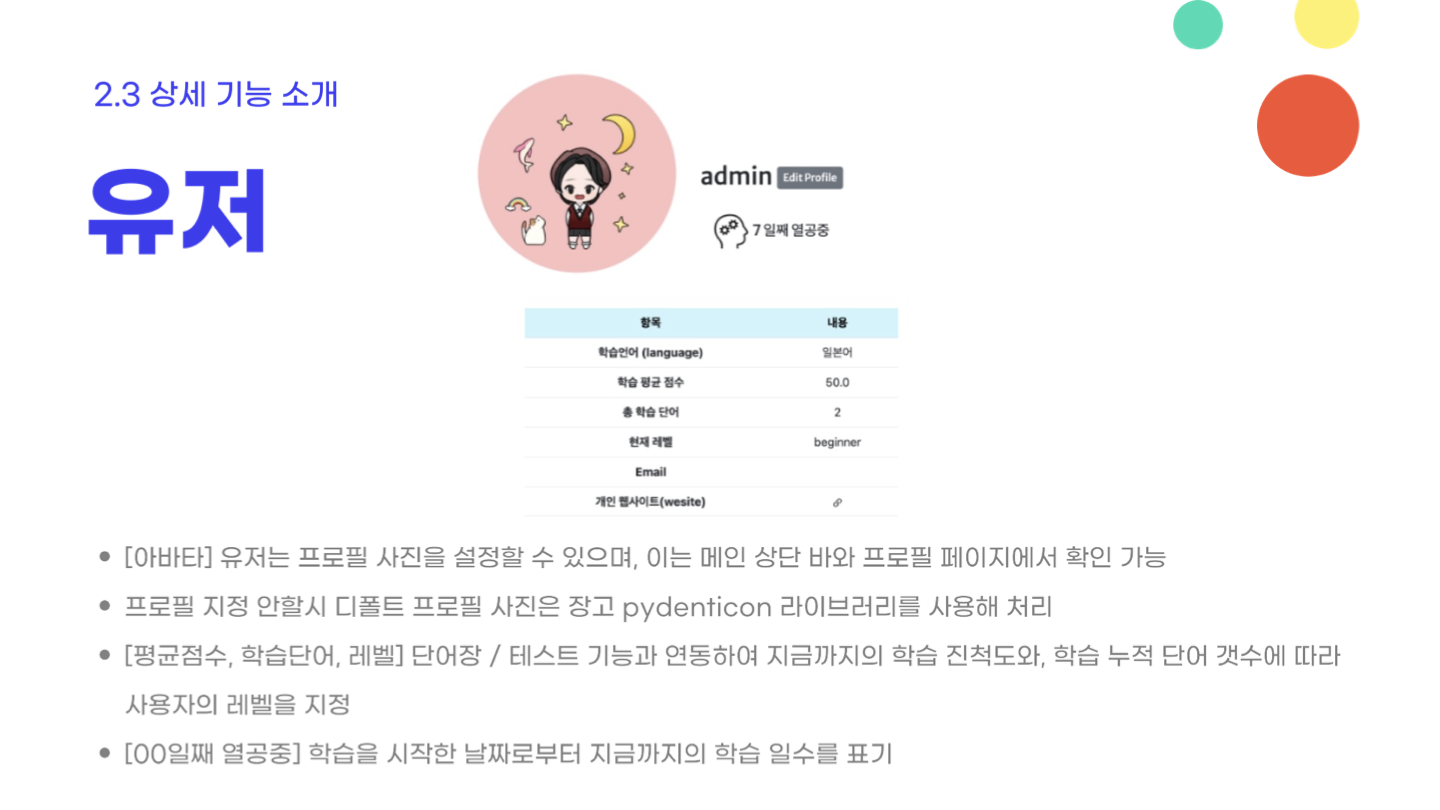 2.3 상세 기능 소개
유저
admin Edit Profile
7 일째 열공중
항목 내용
학습언어 (language) 일본어
학습 평균 점수 50.0
총 학습 단어 2
현재 레벨 beginner
Email
개인 웹사이트(wesite)
• [아바타] 유저는 프로필 사진을 설정할 수 있으며, 이는 메인 상단 바와 프로필 페이지에서 확인 가능
• 프로필 지정 안할시 디폴트 프로필 사진은 장고 pydenticon 라이브러리를 사용해 처리
• [평균점수, 학습단어, 레벨] 단어장 / 테스트 기능과 연동하여 지금까지의 학습 진척도와, 학습 누적 단어 갯수에 따라
사용자의 레벨을 지정
• [00일째 열공중] 학습을 시작한 날짜로부터 지금까지의 학습 일수를 표기